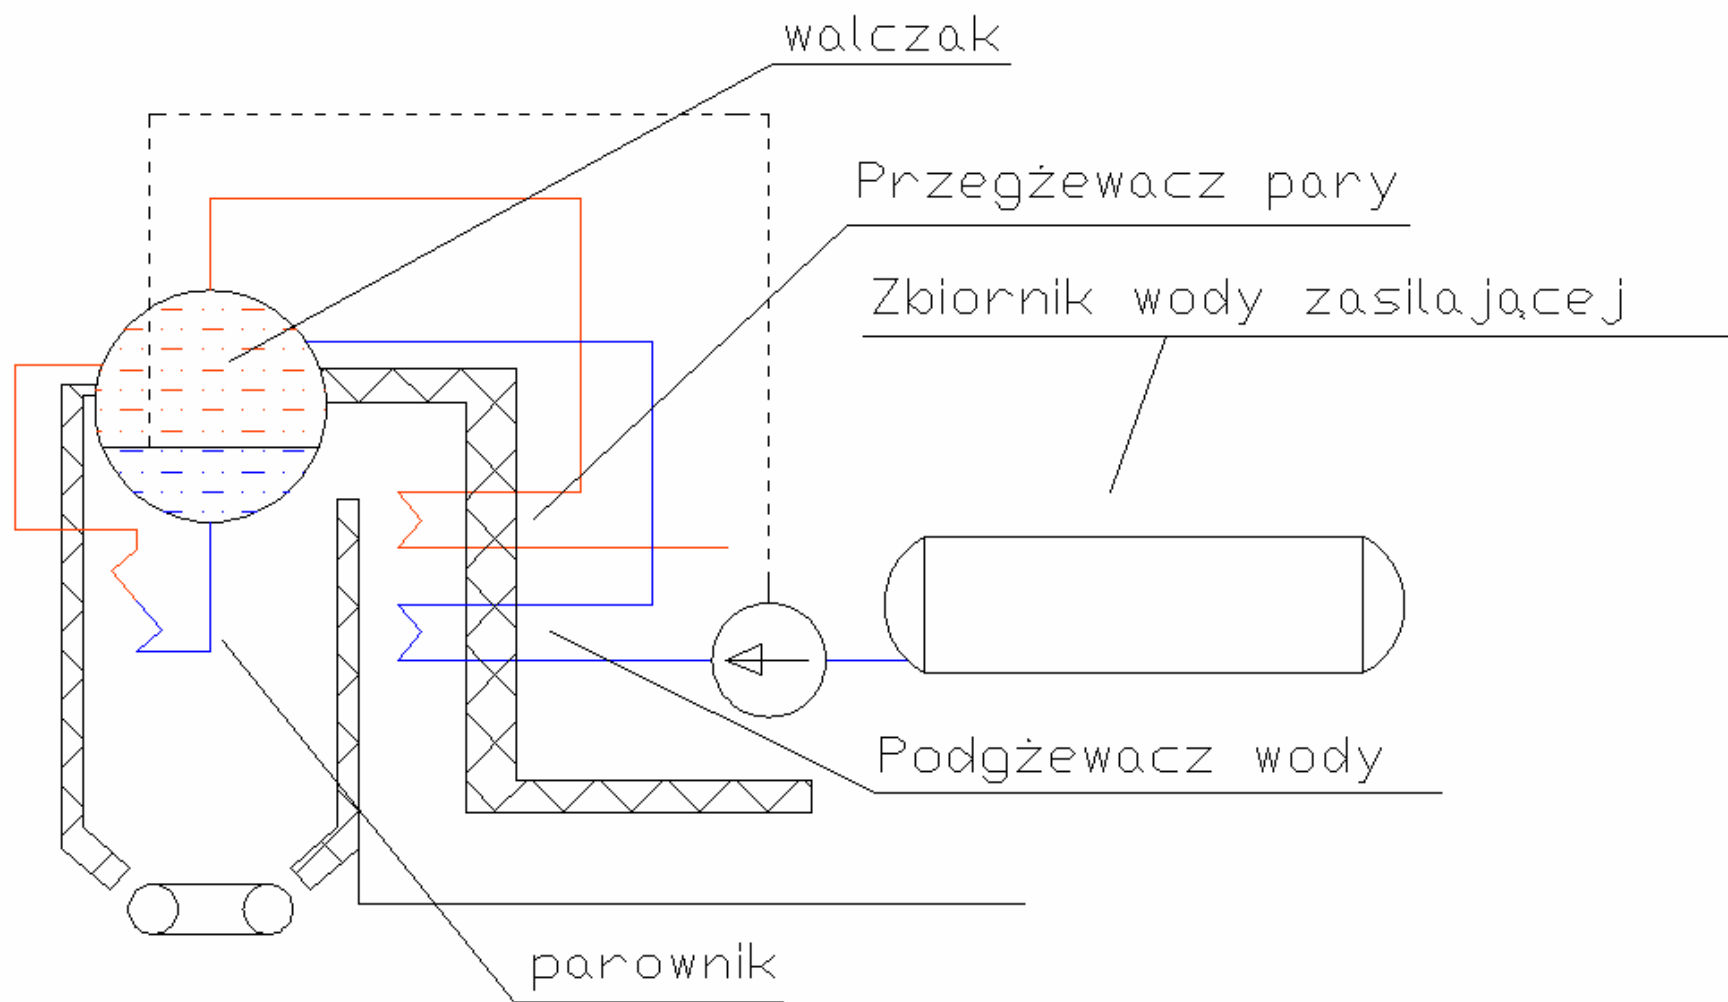 walczak
Przegżewacz pary
Zbiornik wody zasilającej
Podgżewacz wody
parownik